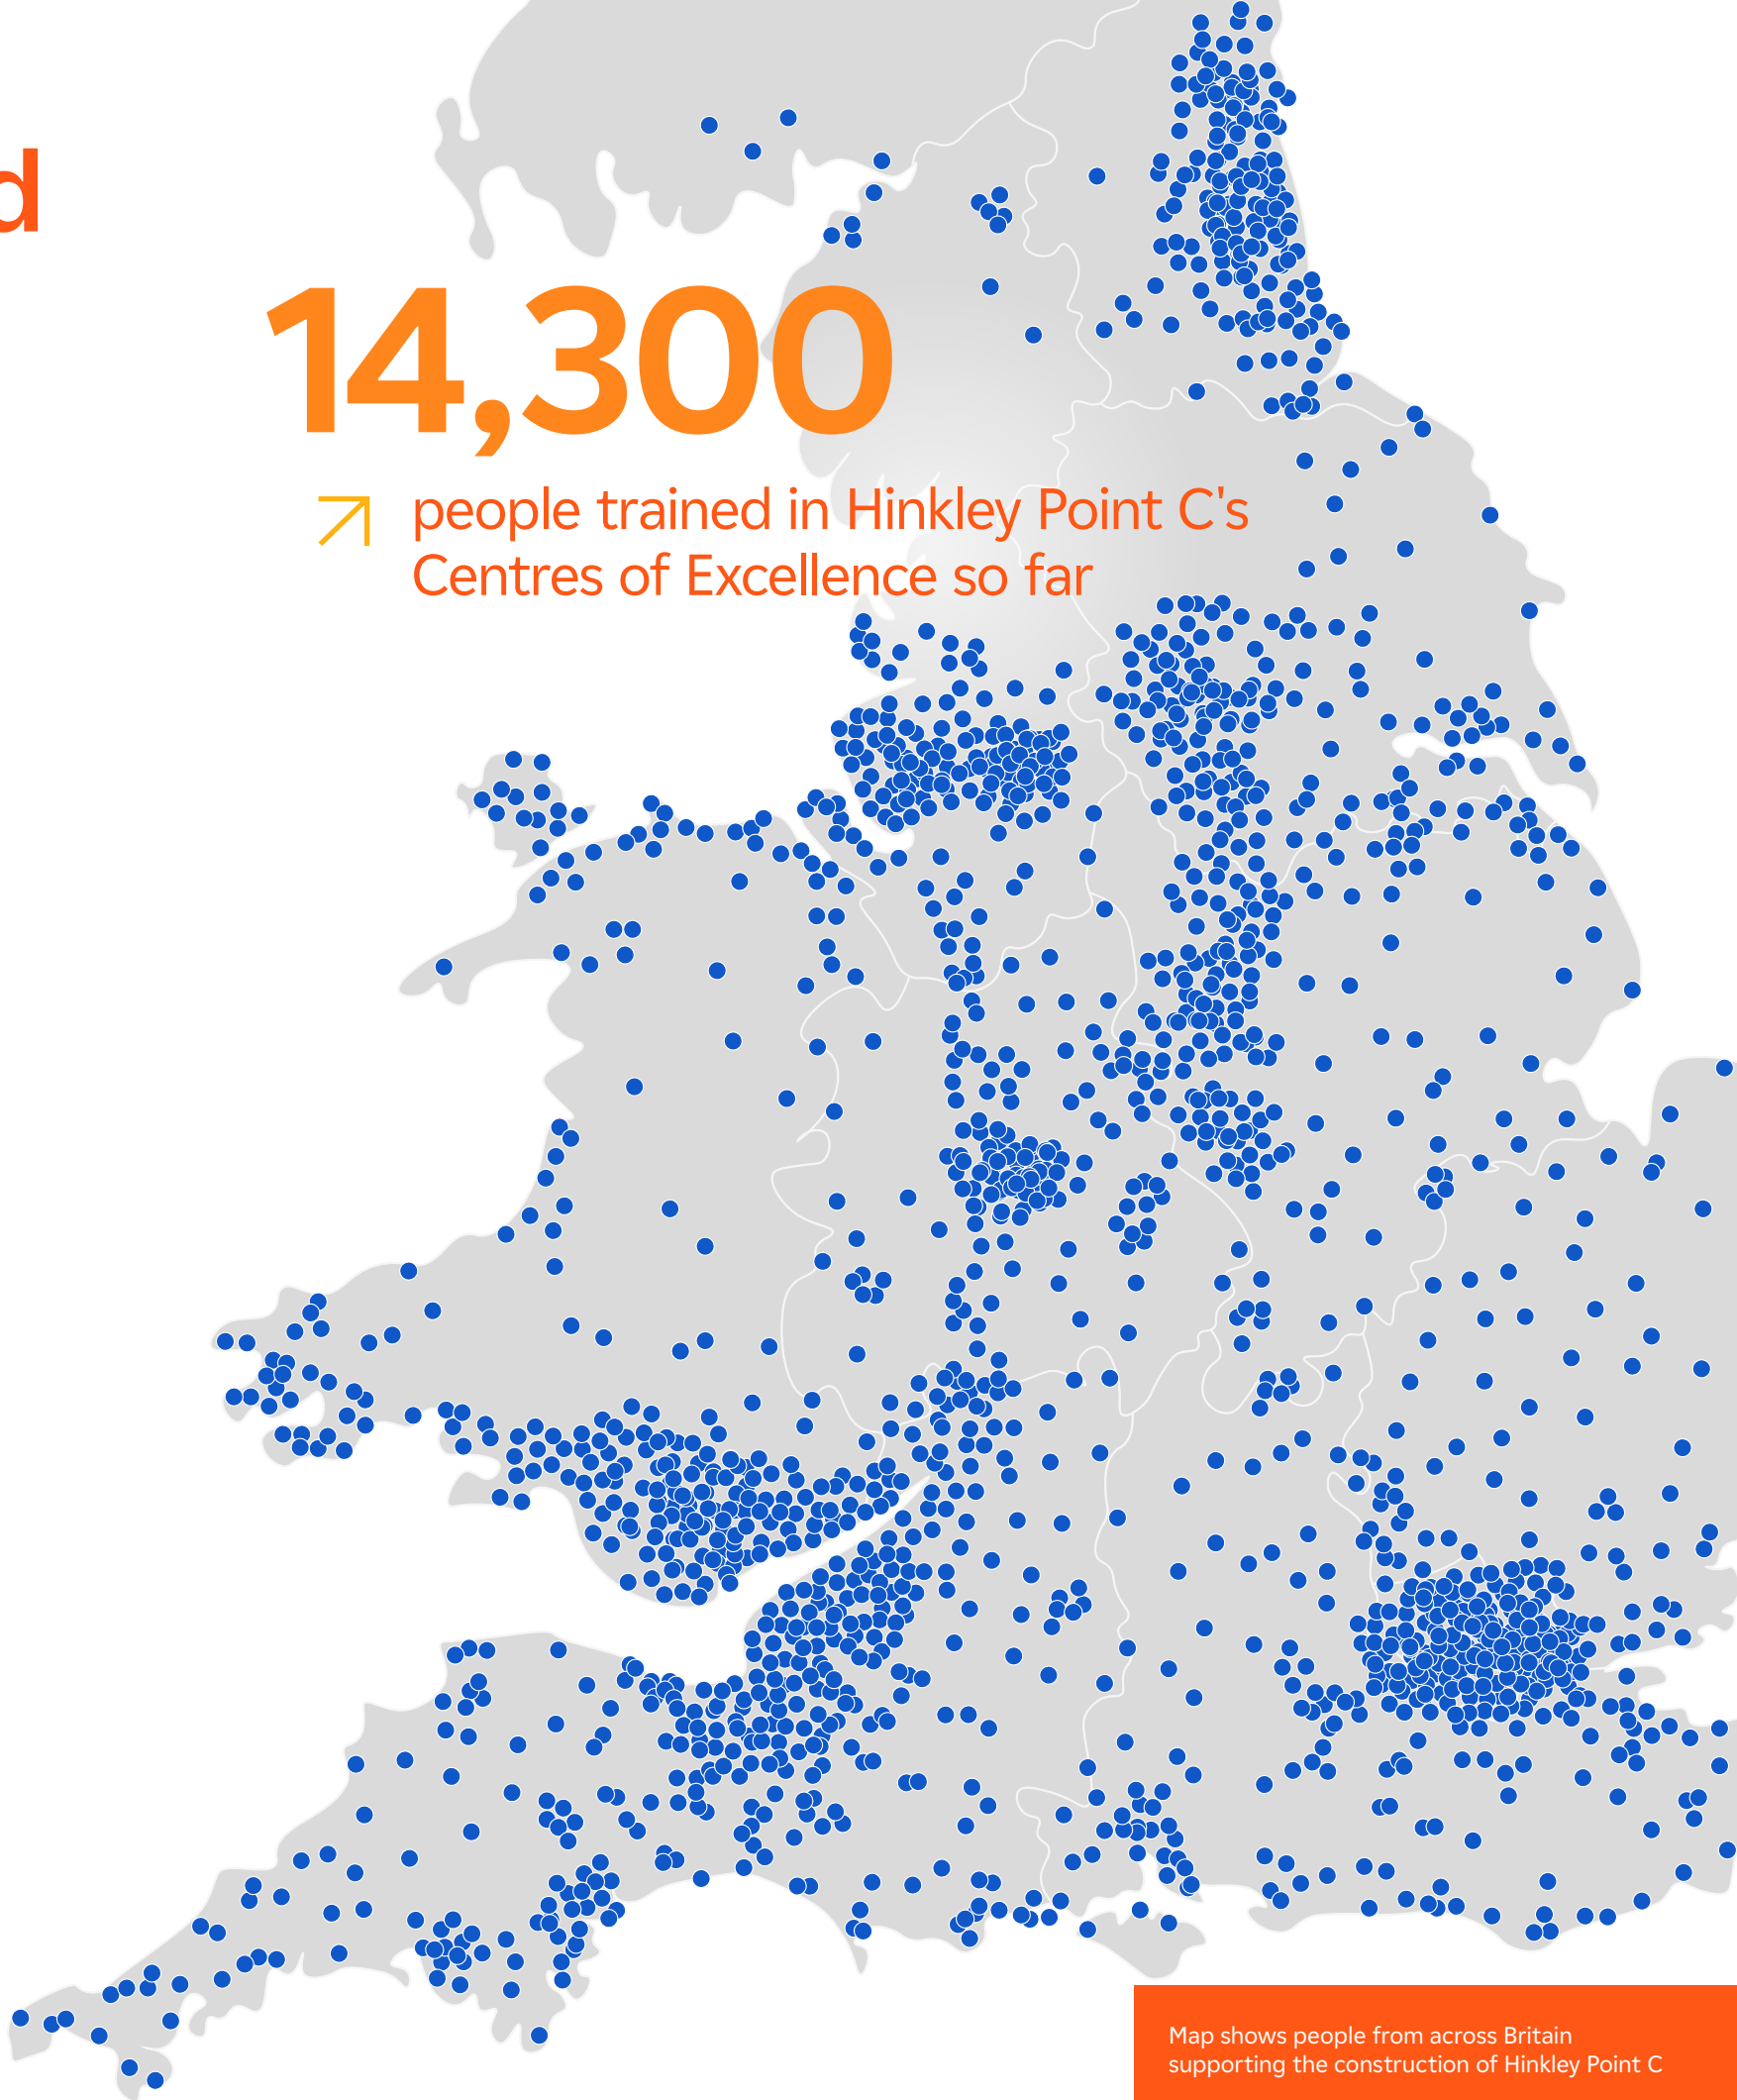 d
14,300
people trained in Hinkley Point C's
Centres of Excellence so far
Map shows people from across Britain
supporting the construction of Hinkley Point C